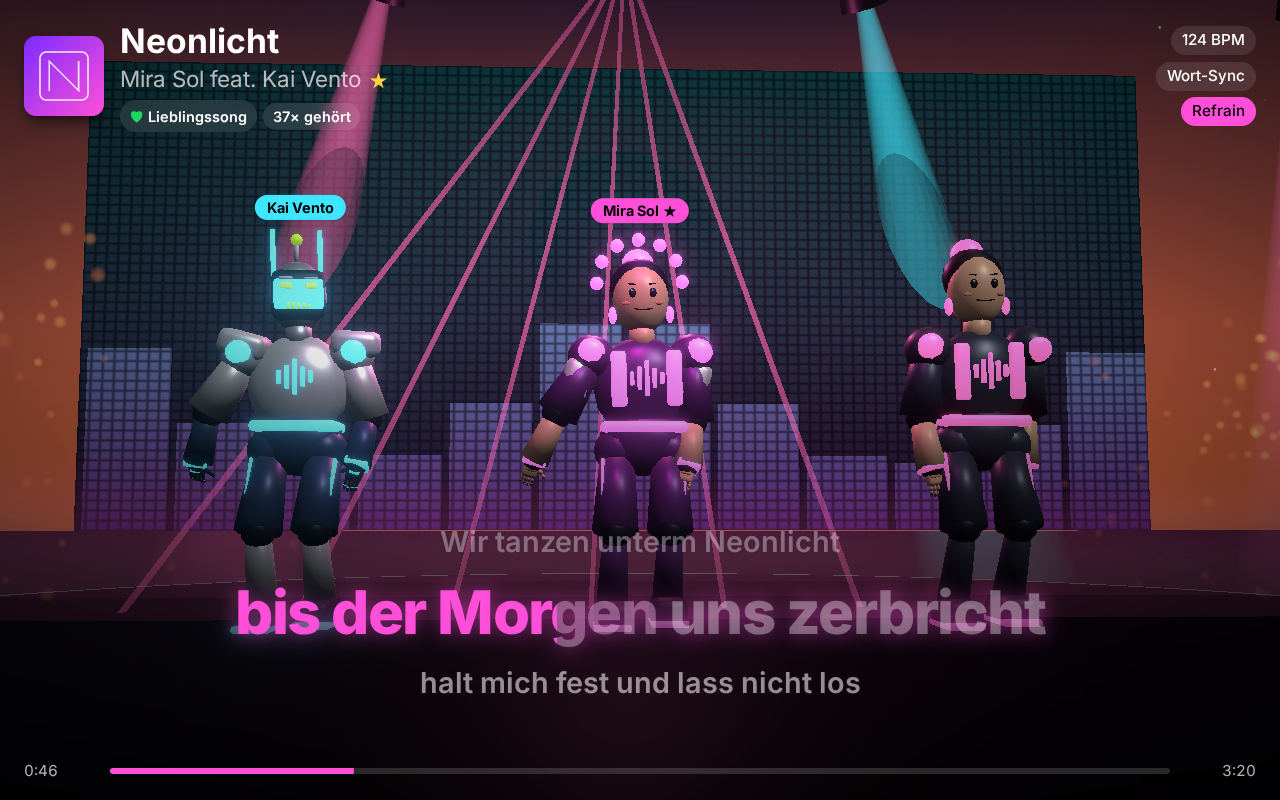 Neonlicht
Mira Sol feat. Kai Vento ★
Lieblingssong
37× gehört
124 BPM
Wort-Sync
Refrain
N
Kai Vento
Mira Sol ★
Wir tanzen unterm Neonlicht
bis der Morgen uns zerbricht
halt mich fest und lass nicht los
0:46
3:20